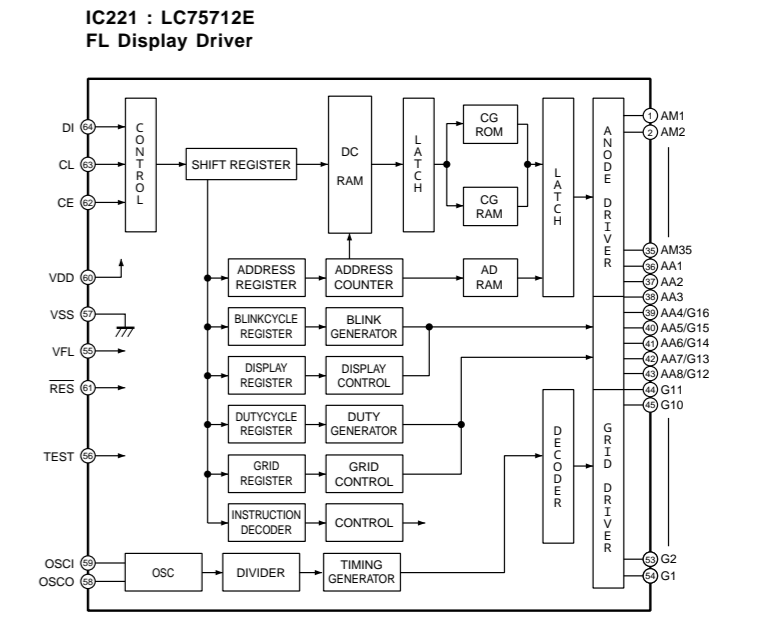 IC221 : LC75712E
FL Display Driver
DI 64
CL 63
CE 62
VDD 60
VSS 57
VFL 55
RES 61
TEST 56
OSCI 59
OSCO 58
CONTROL
SHIFT REGISTER
DC
RAM
LATCH
CG
ROM
CG
RAM
LATCH
ANODE DRIVER
ADDRESS
REGISTER
ADDRESS
COUNTER
AD
RAM
BLINKCYCLE
REGISTER
BLINK
GENERATOR
DISPLAY
REGISTER
DISPLAY
CONTROL
DUTYCYCLE
REGISTER
DUTY
GENERATOR
GRID
REGISTER
GRID
CONTROL
INSTRUCTION
DECODER
CONTROL
OSC
DIVIDER
TIMING
GENERATOR
DECODER
GRID DRIVER
1 AM1
2 AM2
35 AM35
36 AA1
37 AA2
38 AA3
39 AA4/G16
40 AA5/G15
41 AA6/G14
42 AA7/G13
43 AA8/G12
44 G11
45 G10
53 G2
54 G1